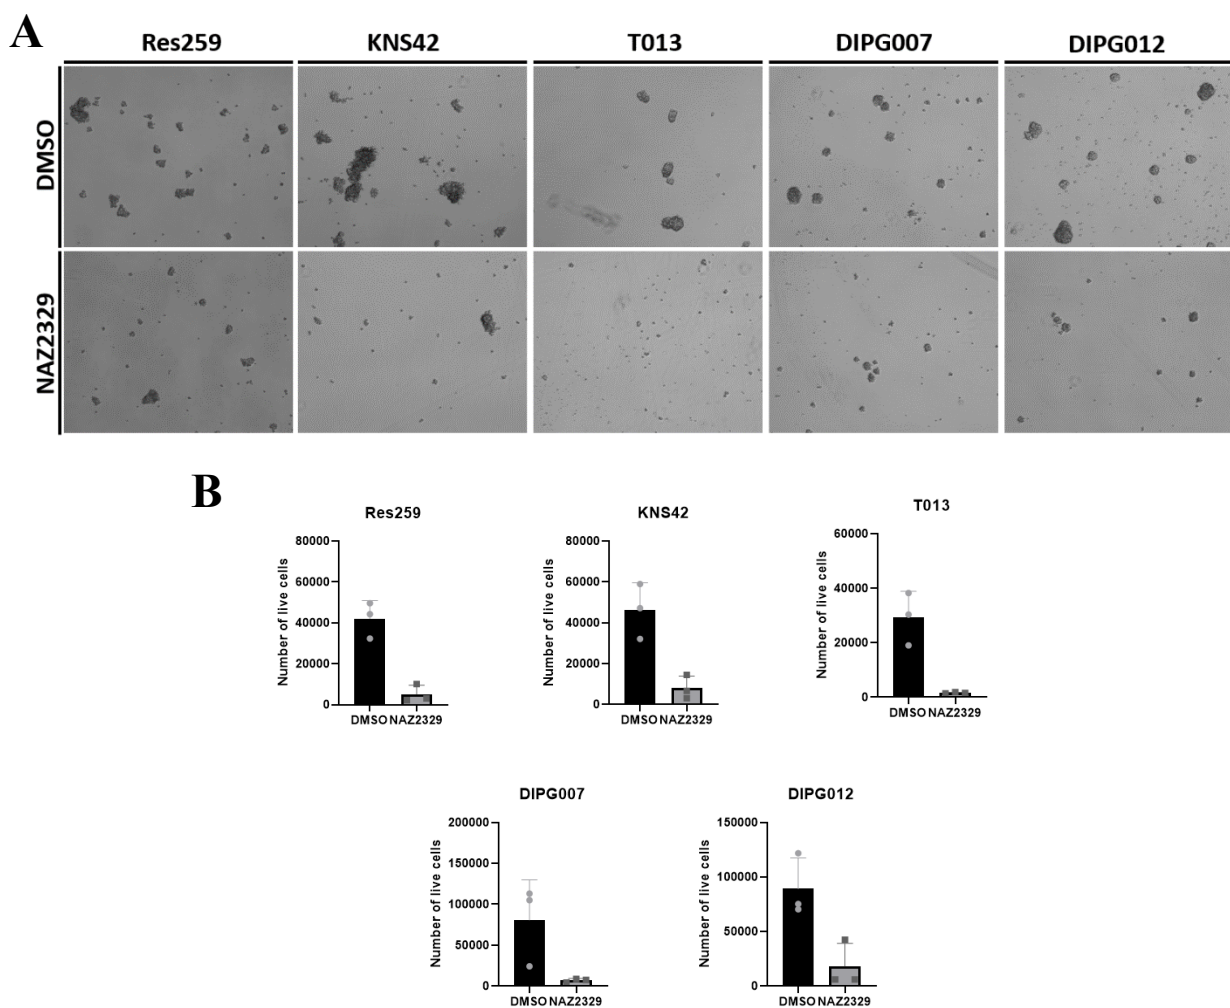 A
Res259 KNS42 T013 DIPG007 DIPG012
DMSO
NAZ2329
B
Res259
Number of live cells
80000
60000
40000
20000
0
DMSO NAZ2329
KNS42
Number of live cells
80000
60000
40000
20000
0
DMSO NAZ2329
T013
Number of live cells
60000
40000
20000
0
DMSO NAZ2329
DIPG007
Number of live cells
200000
150000
100000
50000
0
DMSO NAZ2329
DIPG012
Number of live cells
150000
100000
50000
0
DMSO NAZ2329